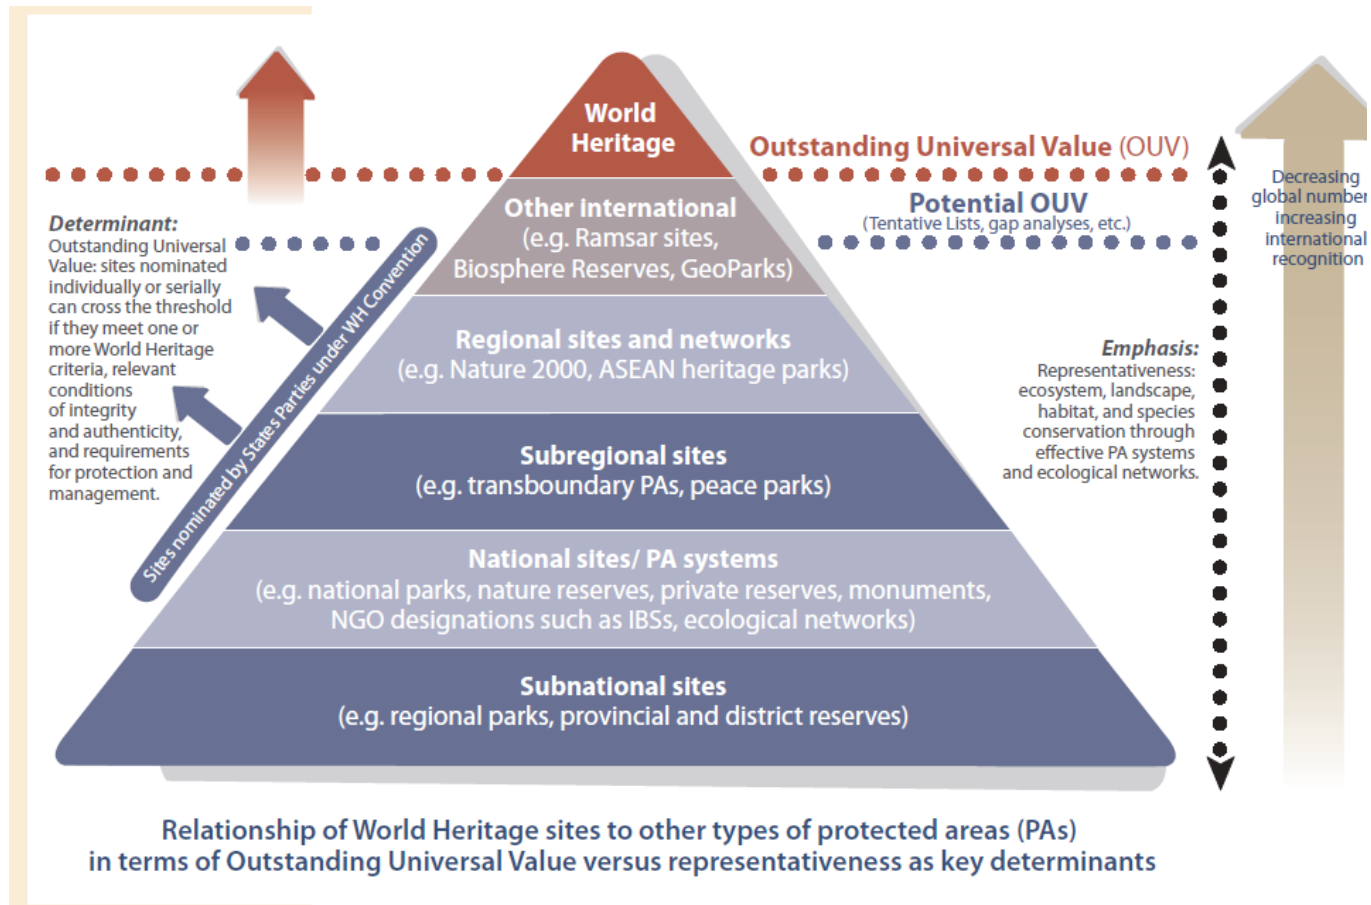 World
Heritage
Outstanding Universal Value (OUV)
Potential OUV
(Tentative Lists, gap analyses, etc.)
Decreasing
global number,
increasing
international
recognition
Determinant:
Outstanding Universal
Value: sites nominated
individually or serially
can cross the threshold
if they meet one or
more World Heritage
criteria, relevant
conditions
of integrity
and authenticity,
and requirements
for protection and
management.
Sites nominated by States Parties under WH Convention
Other international
(e.g. Ramsar sites,
Biosphere Reserves, GeoParks)
Regional sites and networks
(e.g. Nature 2000, ASEAN heritage parks)
Emphasis:
Representativeness:
ecosystem, landscape,
habitat, and species
conservation through
effective PA systems
and ecological networks.
Subregional sites
(e.g. transboundary PAs, peace parks)
National sites/ PA systems
(e.g. national parks, nature reserves, private reserves, monuments,
NGO designations such as IBSs, ecological networks)
Subnational sites
(e.g. regional parks, provincial and district reserves)
Relationship of World Heritage sites to other types of protected areas (PAs)
in terms of Outstanding Universal Value versus representativeness as key determinants